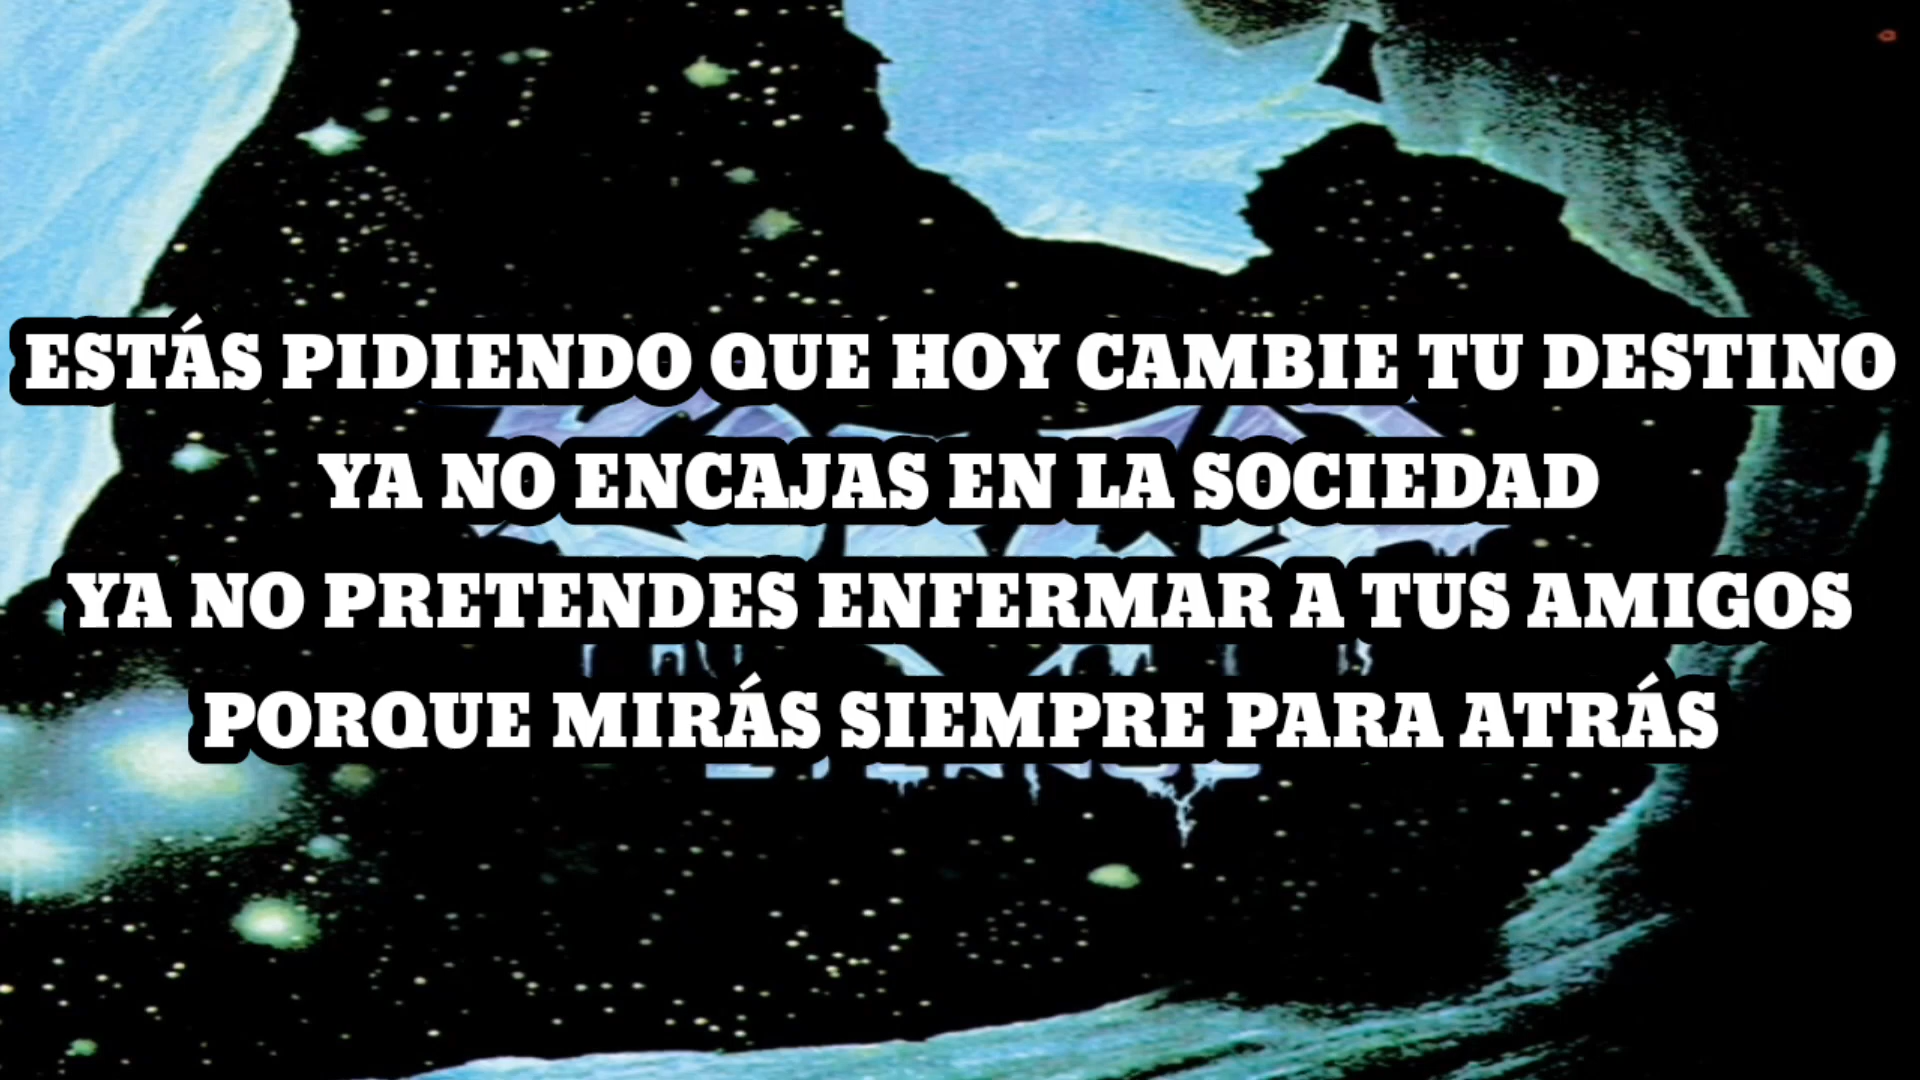 ESTÁS PIDIENDO QUE HOY CAMBIE TU DESTINO
YA NO ENCAJAS EN LA SOCIEDAD
YA NO PRETENDES ENFERMAR A TUS AMIGOS
PORQUE MIRÁS SIEMPRE PARA ATRÁS